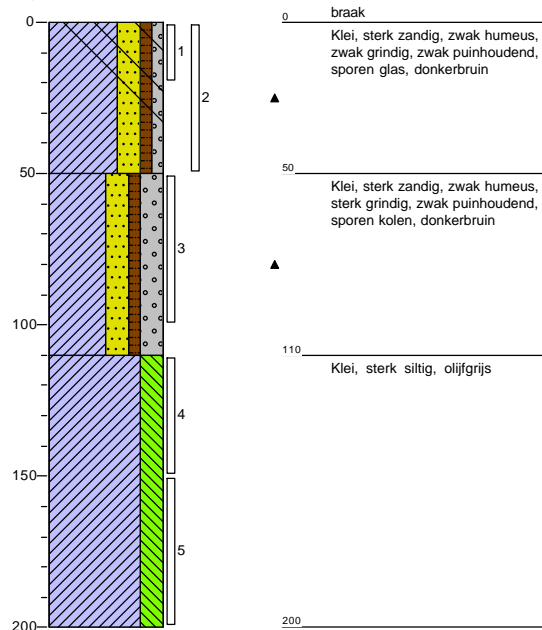 0
50
100
150
200
1
2
3
4
5
0
braak
Klei, sterk zandig, zwak humeus,
zwak grindig, zwak puinhoudend,
sporen glas, donkerbruin
50
Klei, sterk zandig, zwak humeus,
sterk grindig, zwak puinhoudend,
sporen kolen, donkerbruin
110
Klei, sterk siltig, olijfgrijs
200